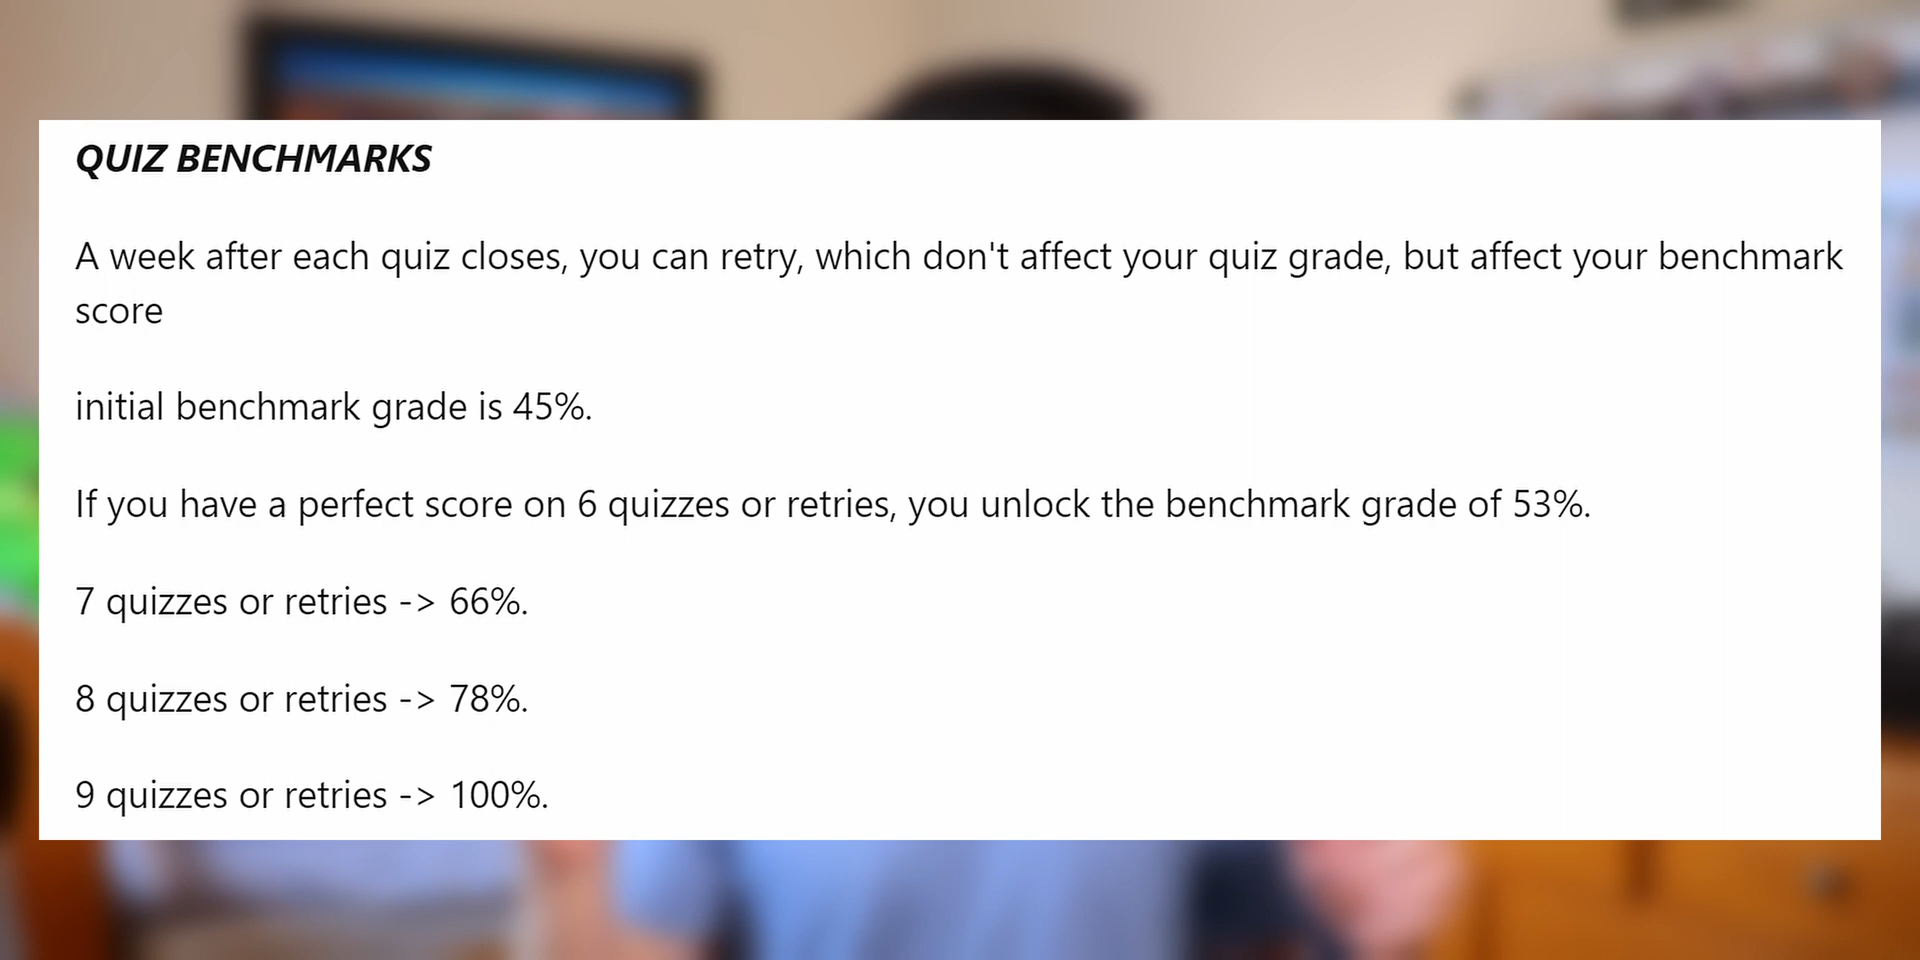 QUIZ BENCHMARKS
A week after each quiz closes, you can retry, which don't affect your quiz grade, but affect your benchmark
score
initial benchmark grade is 45%.
If you have a perfect score on 6 quizzes or retries, you unlock the benchmark grade of 53%.
7 quizzes or retries -> 66%.
8 quizzes or retries -> 78%.
9 quizzes or retries -> 100%.